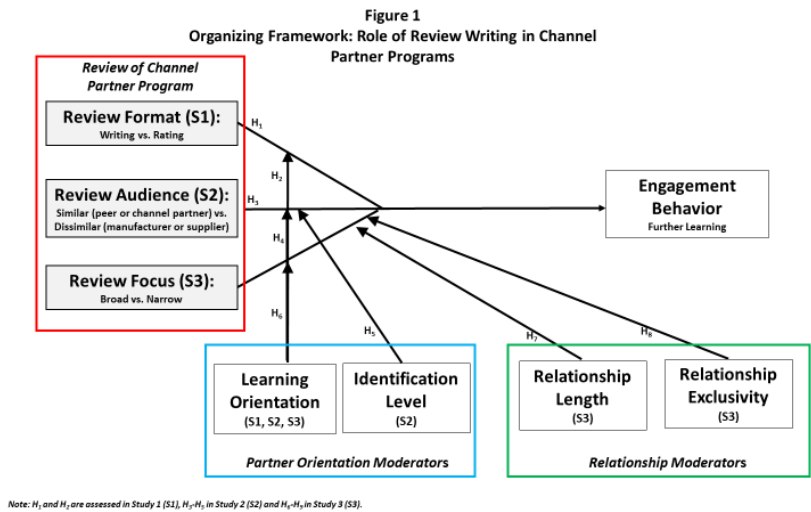 Figure 1
Organizing Framework: Role of Review Writing in Channel
Partner Programs
Review of Channel
Partner Program
Review Format (S1):
Writing vs. Rating
Review Audience (S2):
Similar (peer or channel partner) vs.
Dissimilar (manufacturer or supplier)
Review Focus (S3):
Broad vs. Narrow
H₁
H₂
H₃
H₄
H₆
H₅
H₇
H₈
Engagement
Behavior
Further Learning
Learning
Orientation
(S1, S2, S3)
Identification
Level
(S2)
Partner Orientation Moderators
Relationship
Length
(S3)
Relationship
Exclusivity
(S3)
Relationship Moderators
Note: H₁ and H₂ are assessed in Study 1 (S1), H₃-H₅ in Study 2 (S2) and H₆-H₈ in Study 3 (S3).